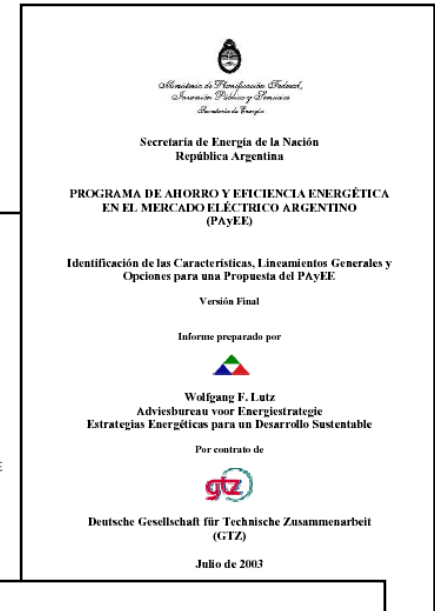 Ministerio de Planificación Federal,
Inversión Pública y Servicios
Secretaría de Energía
Secretaría de Energía de la Nación
República Argentina
PROGRAMA DE AHORRO Y EFICIENCIA ENERGÉTICA
EN EL MERCADO ELÉCTRICO ARGENTINO
(PAyEE)
Identificación de las Características, Lineamientos Generales y
Opciones para una Propuesta del PAyEE
Versión Final
Informe preparado por
Wolfgang F. Lutz
Adviesbureau voor Energiestrategie
Estrategias Energéticas para un Desarrollo Sustentable
Por contrato de
gtz
Deutsche Gesellschaft für Technische Zusammenarbeit
(GTZ)
Julio de 2003
E